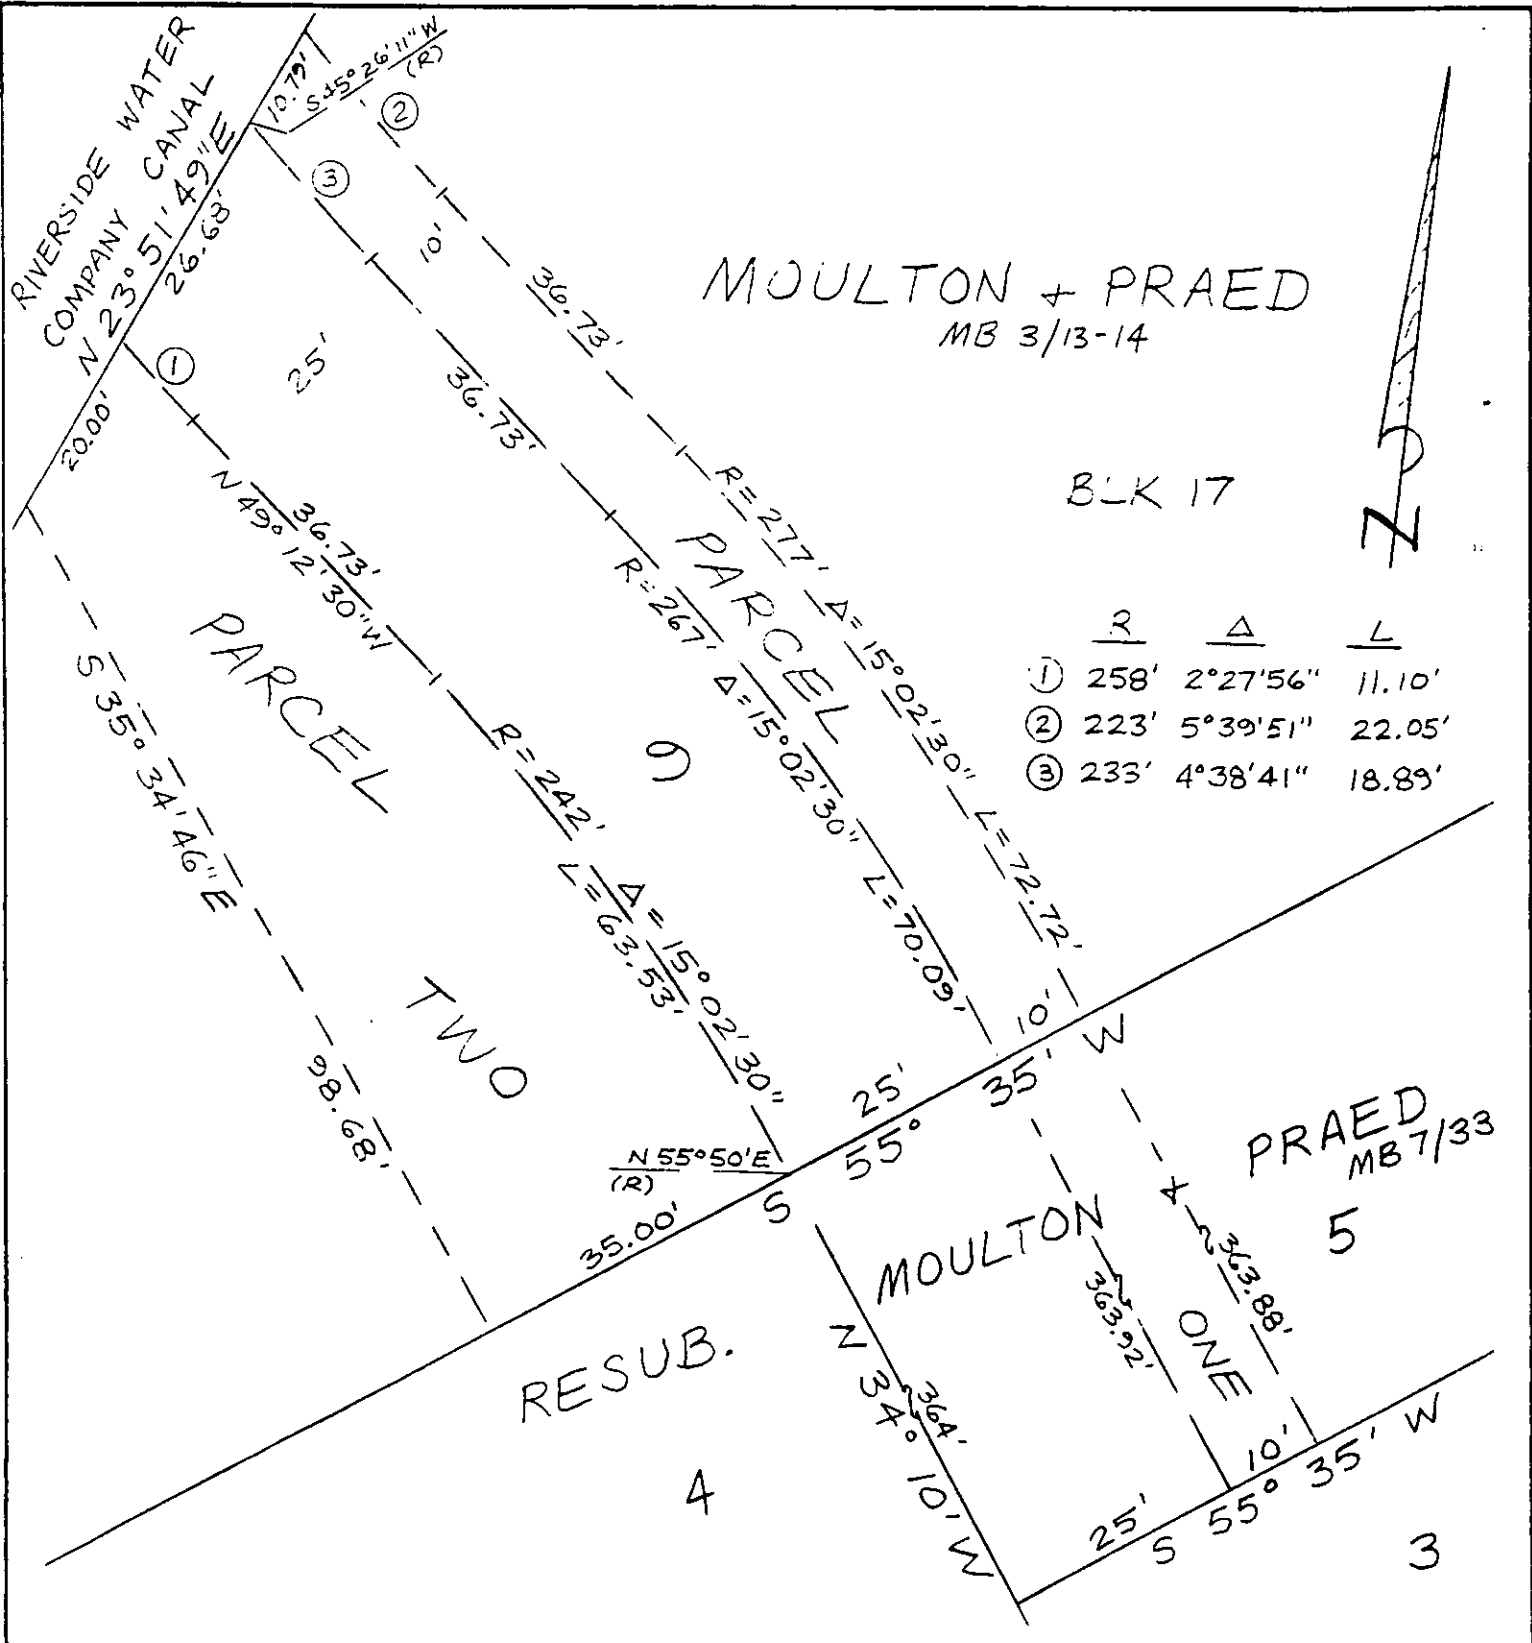 RIVERSIDE WATER
COMPANY CANAL
N 23° 51' 49" E
10.79'
26.68'
20.00'
S 45° 26' 11" W
(R)
②
③
①
10'
25'
36.73'
36.73'
36.73'
N 49° 12' 30" W
MOULTON + PRAED
MB 3/13-14
BLK 17
N
R Δ L
① 258' 2°27'56" 11.10'
② 223' 5°39'51" 22.05'
③ 233' 4°38'41" 18.89'
R=277' Δ=15°02'30" L=72.72'
R=267' Δ=15°02'30" L=70.09'
R=242' Δ=15°02'30"
L=63.53'
PARCEL
PARCEL
TWO
6
S 35° 34' 46" E
98.68'
N 55° 50' E
(R)
35.00'
25'
10'
S 55° 35' W
PRAED
MB 7/33
5
MOULTON +
363.88'
363.92'
ONE
RESUB.
364'
N 34° 10' W
4
25'
10'
S 55° 35' W
3